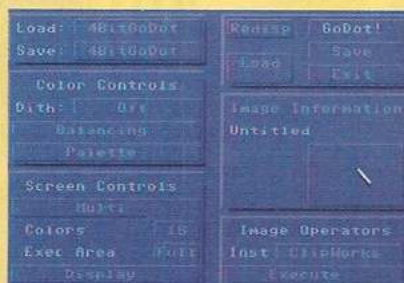 Load: 4BitGoDot
Save: 4BitGoDot
Color Controls
Dith: Off
Balancing
Palette
Screen Controls
Multi
Colors 16
Exec Area Full
Display
Redisp GoDot!
Load
Save
Exit
Image Information
Untitled
Image Operators
Inst ClipWorks
Execute